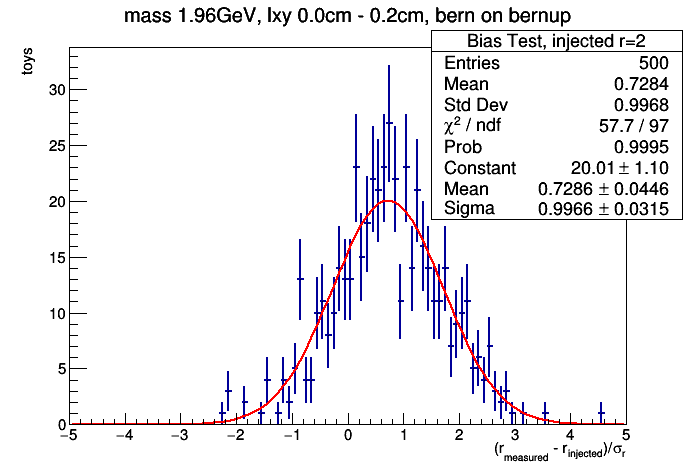 mass 1.96GeV, lxy 0.0cm - 0.2cm, bern on bernup
toys
Bias Test, injected r=2
Entries 500
Mean 0.7284
Std Dev 0.9968
χ² / ndf 57.7 / 97
Prob 0.9995
Constant 20.01 ± 1.10
Mean 0.7286 ± 0.0446
Sigma 0.9966 ± 0.0315
30
25
20
15
10
5
0
−5 −4 −3 −2 −1 0 1 2 3 4 5
(r_measured - r_injected)/σ_r